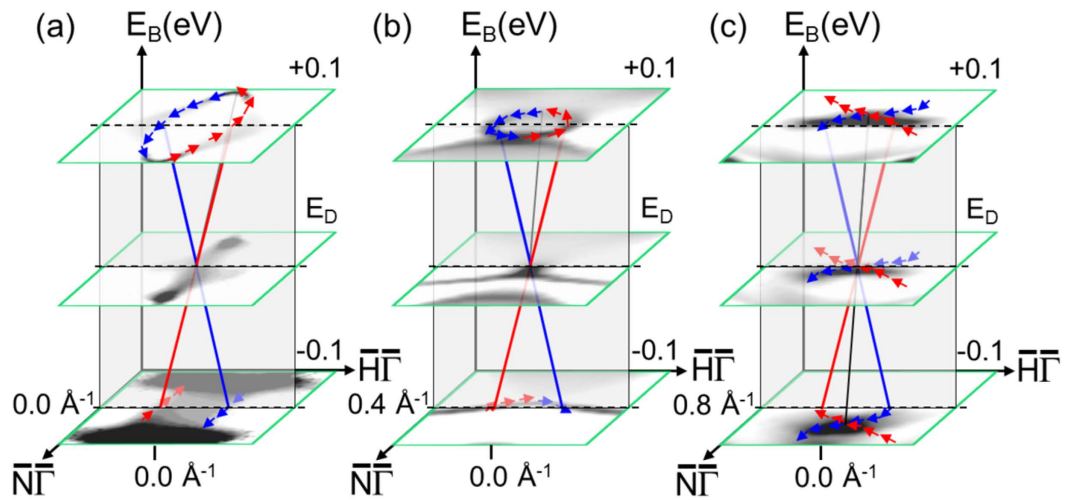 (a) E_B(eV) +0.1
E_D
-0.1
H̅Γ̅
0.0 Å⁻¹
N̅Γ̅ 0.0 Å⁻¹
(b) E_B(eV) +0.1
E_D
-0.1
H̅Γ̅
0.4 Å⁻¹
N̅Γ̅ 0.0 Å⁻¹
(c) E_B(eV) +0.1
E_D
-0.1
H̅Γ̅
0.8 Å⁻¹
N̅Γ̅ 0.0 Å⁻¹